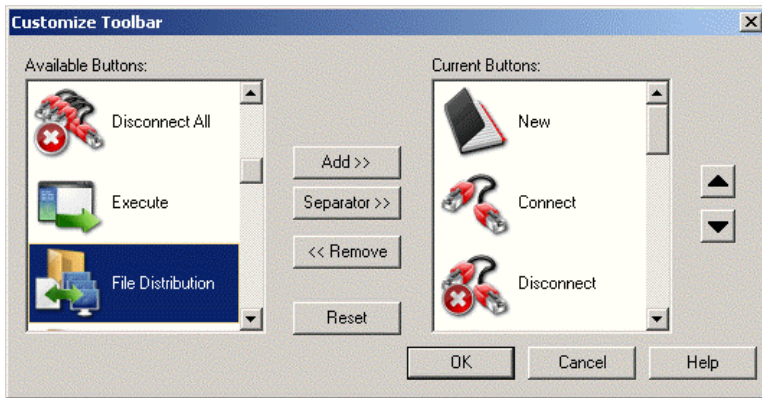 Customize Toolbar
Available Buttons:
Disconnect All
Execute
File Distribution
Add >>
Separator >>
<< Remove
Reset
Current Buttons:
New
Connect
Disconnect
OK
Cancel
Help